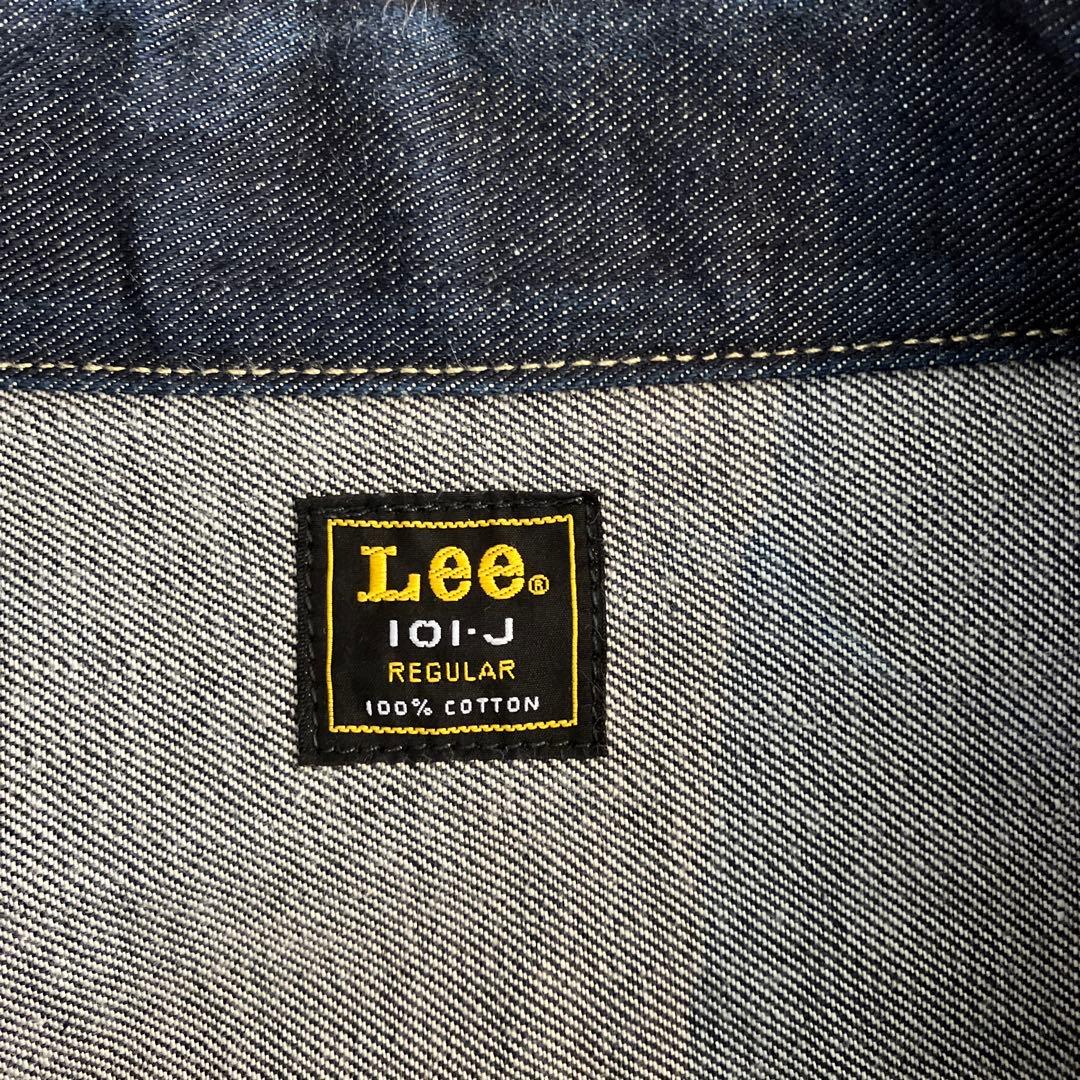 Lee®
101-J
REGULAR
100% COTTON